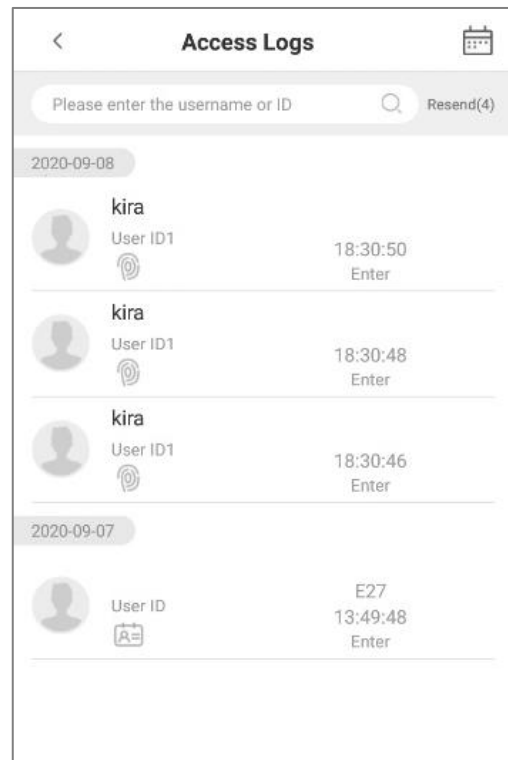 Access Logs
Please enter the username or ID
Resend(4)
2020-09-08
kira
User ID1
18:30:50
Enter
kira
User ID1
18:30:48
Enter
kira
User ID1
18:30:46
Enter
2020-09-07
E27
User ID
13:49:48
Enter